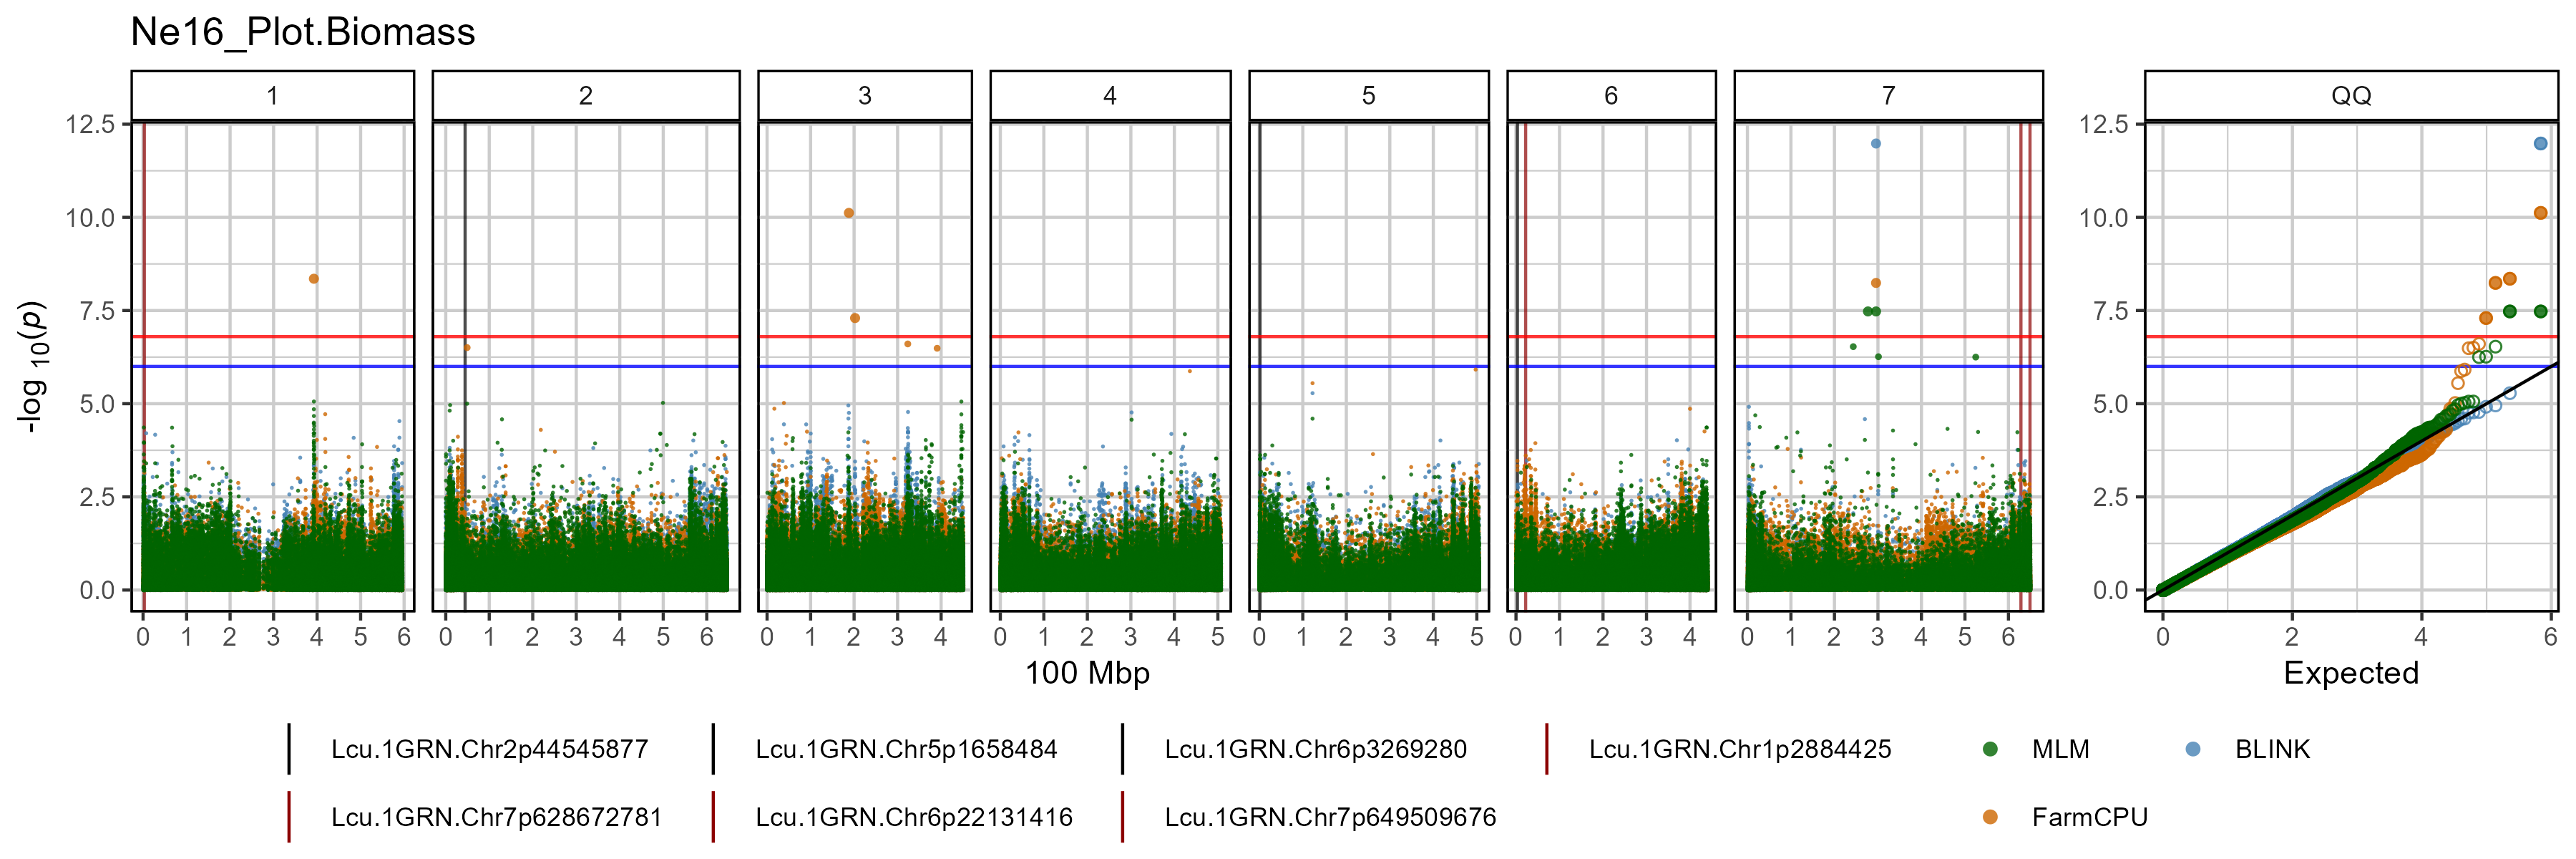 Ne16_Plot.Biomass
1 2 3 4 5 6 7 QQ
12.5 12.5
10.0 10.0
7.5 7.5
5.0 5.0
2.5 2.5
0.0 0.0
-log 10(p)
0 1 2 3 4 5 6 0 1 2 3 4 5 6 0 1 2 3 4 0 1 2 3 4 5 0 1 2 3 4 5 0 1 2 3 4 0 1 2 3 4 5 6 0 2 4 6
100 Mbp Expected
Lcu.1GRN.Chr2p44545877 Lcu.1GRN.Chr5p1658484 Lcu.1GRN.Chr6p3269280 Lcu.1GRN.Chr1p2884425 MLM BLINK
Lcu.1GRN.Chr7p628672781 Lcu.1GRN.Chr6p22131416 Lcu.1GRN.Chr7p649509676 FarmCPU